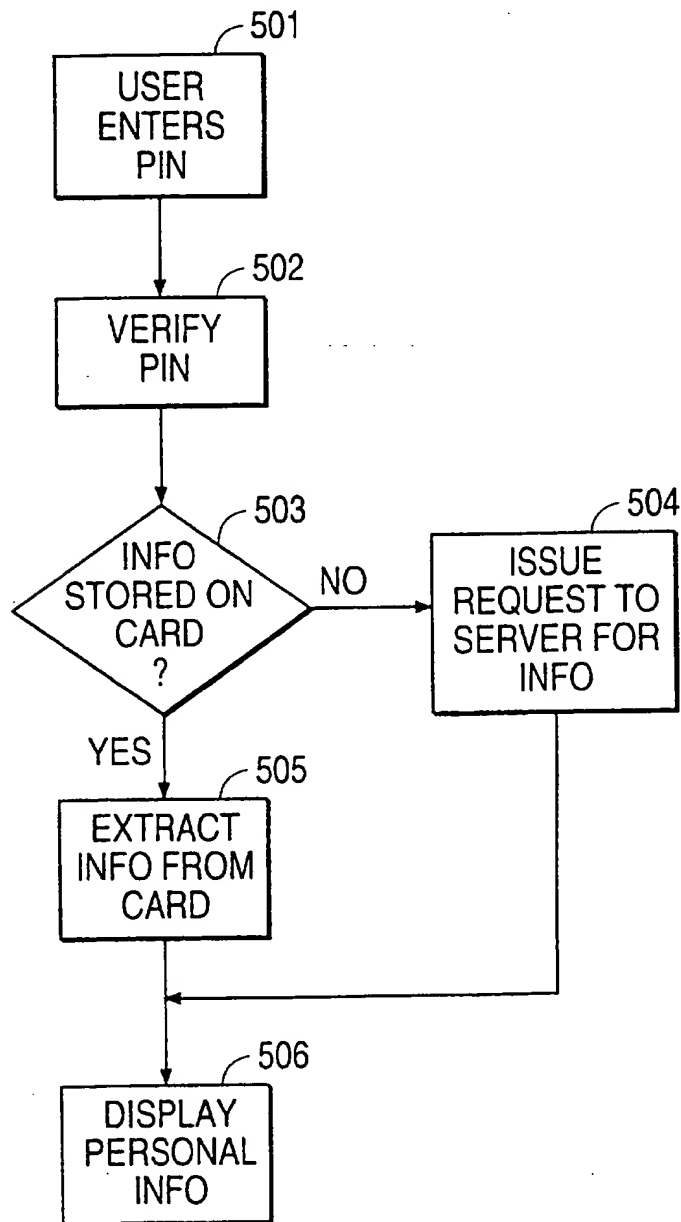 501
USER
ENTERS
PIN
502
VERIFY
PIN
503
INFO
STORED ON
CARD
?
NO
504
ISSUE
REQUEST TO
SERVER FOR
INFO
YES
505
EXTRACT
INFO FROM
CARD
506
DISPLAY
PERSONAL
INFO